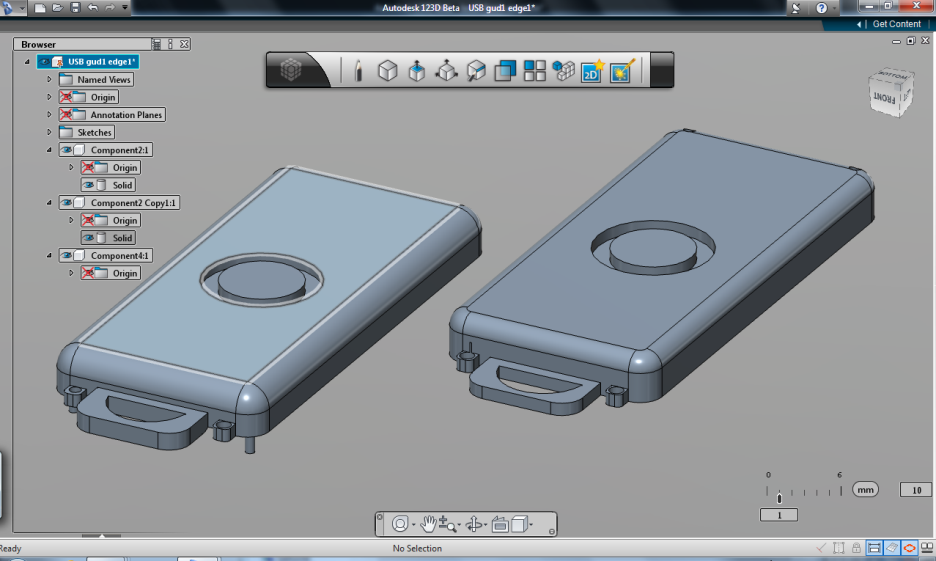 Autodesk 123D Beta USB gud1 edge1*
Get Content
Browser
USB gud1 edge1*
Named Views
Origin
Annotation Planes
Sketches
Component2:1
Origin
Solid
Component2 Copy1:1
Origin
Solid
Component4:1
Origin
2D
BOTTOM
FRONT
0 6
mm
10
1
Ready
No Selection